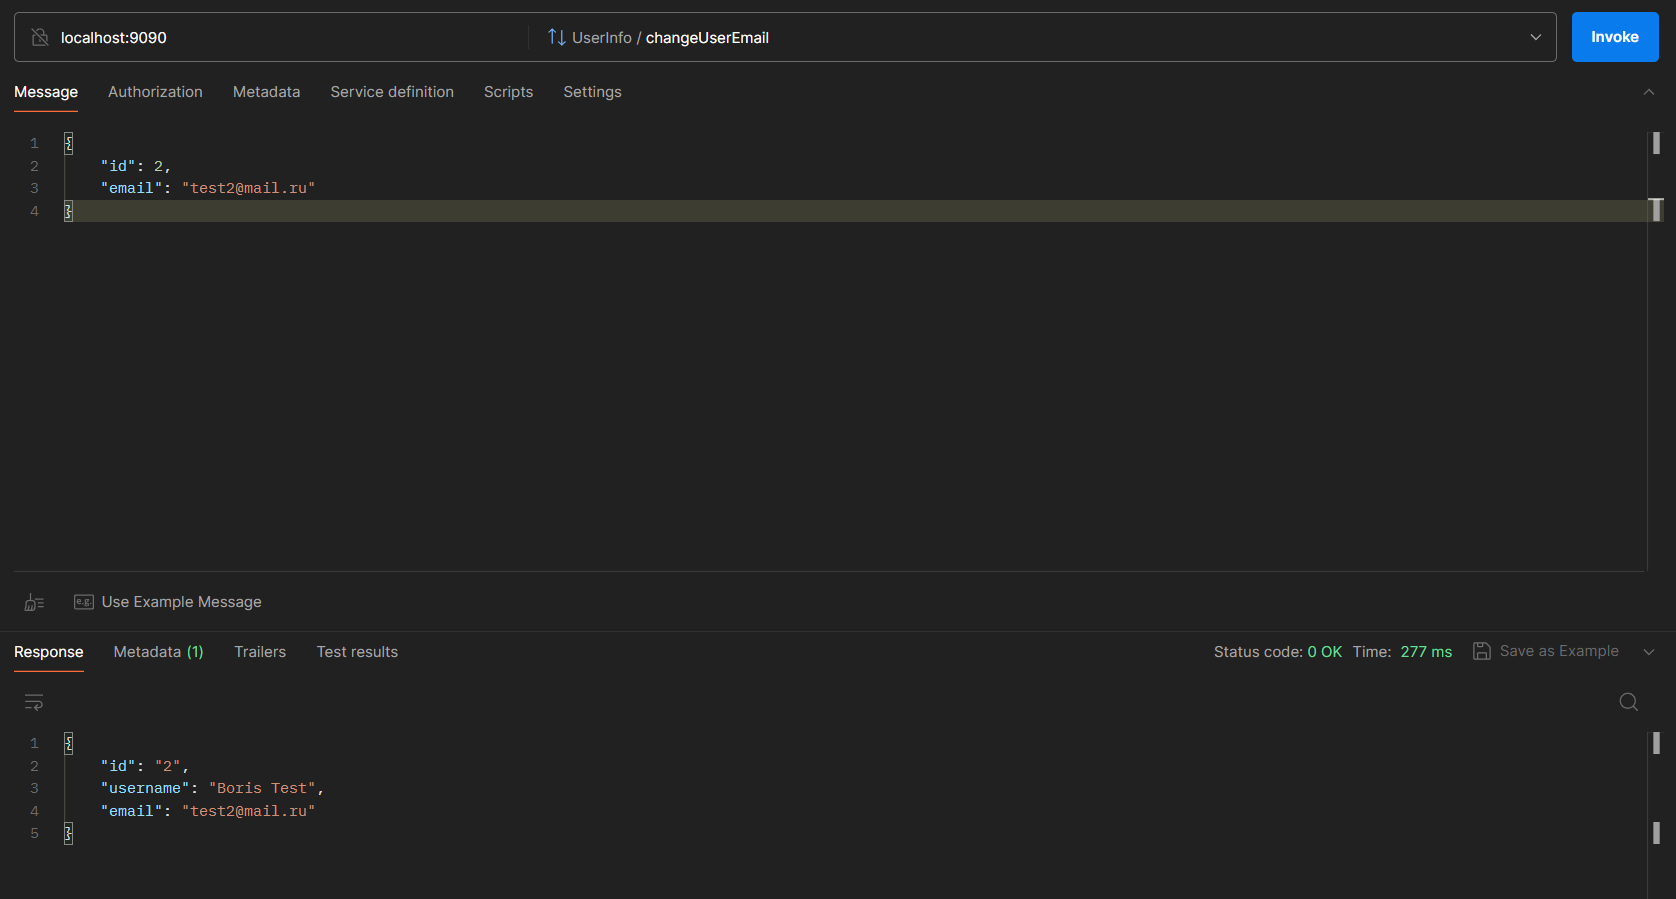 localhost:9090 UserInfo / changeUserEmail Invoke
Message Authorization Metadata Service definition Scripts Settings
1 {
2 "id": 2,
3 "email": "test2@mail.ru"
4 }
e.g. Use Example Message
Response Metadata (1) Trailers Test results Status code: 0 OK Time: 277 ms Save as Example
1 {
2 "id": "2",
3 "username": "Boris Test",
4 "email": "test2@mail.ru"
5 }